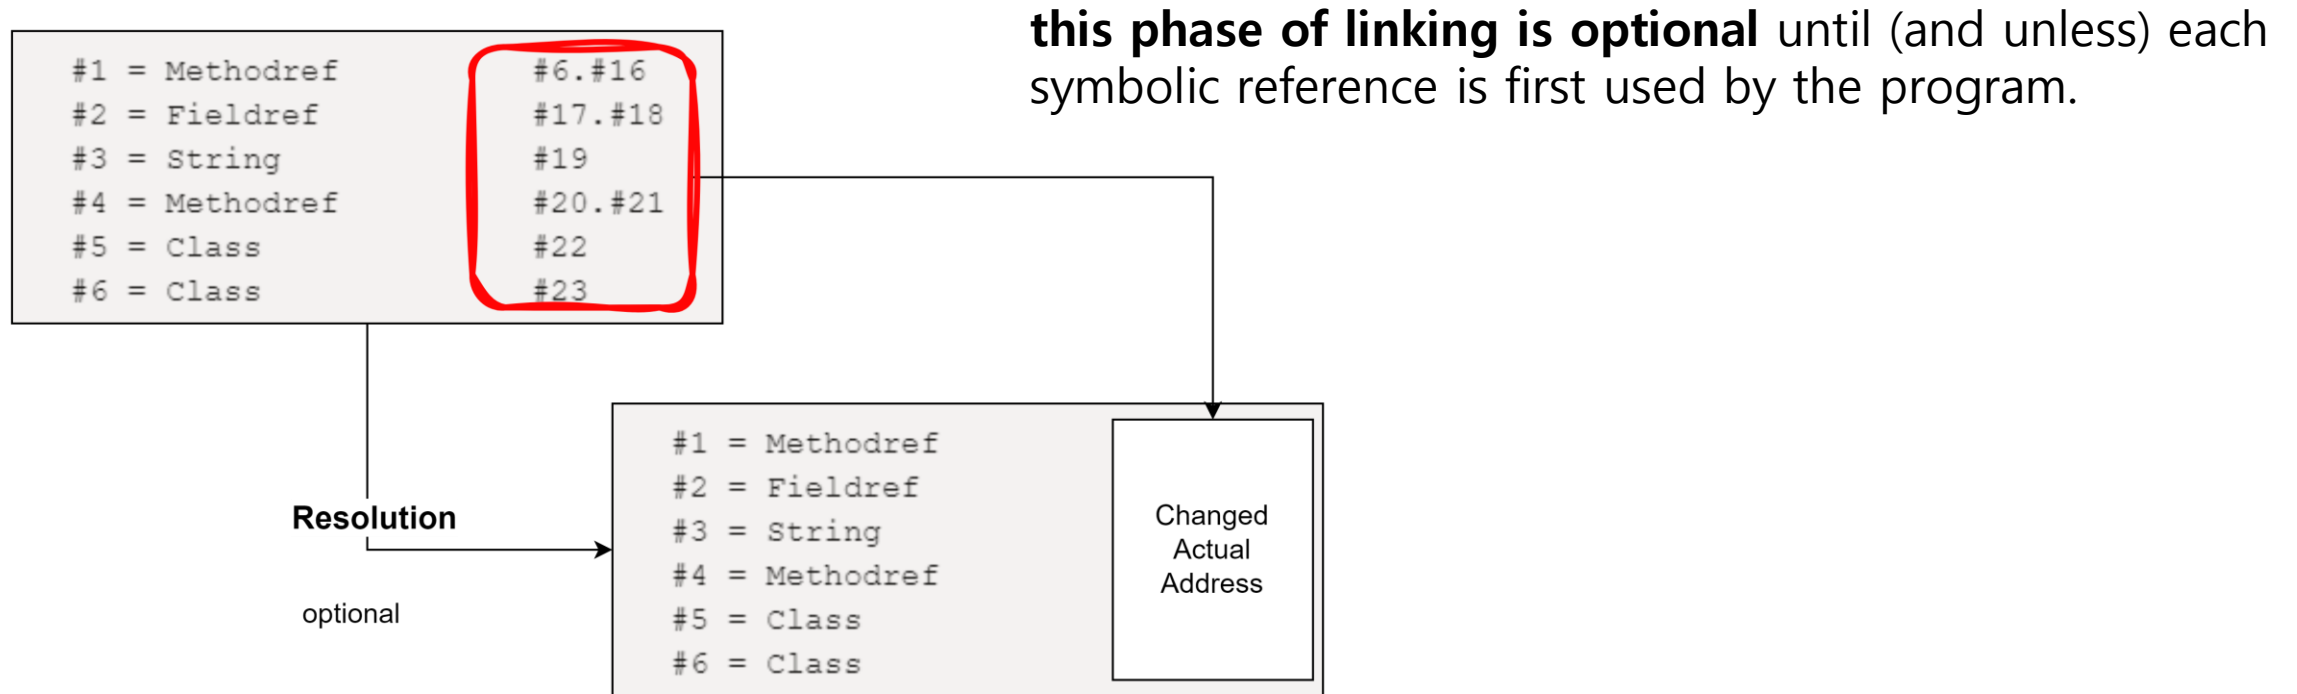 this phase of linking is optional until (and unless) each
symbolic reference is first used by the program.
#1 = Methodref #6.#16
#2 = Fieldref #17.#18
#3 = String #19
#4 = Methodref #20.#21
#5 = Class #22
#6 = Class #23
Resolution
optional
#1 = Methodref
#2 = Fieldref
#3 = String
#4 = Methodref
#5 = Class
#6 = Class
Changed
Actual
Address